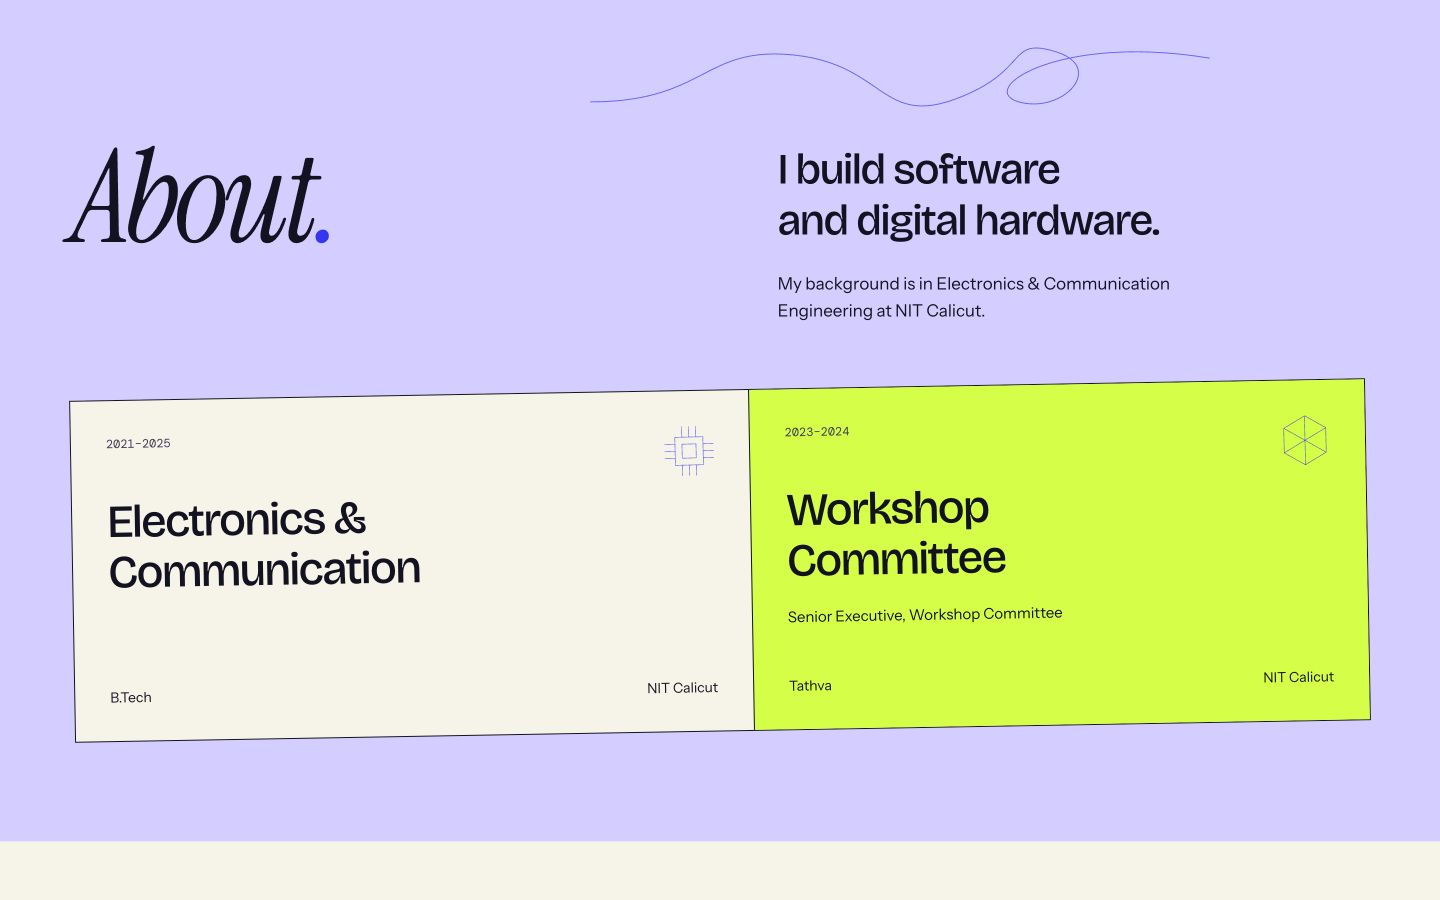 About.
I build software
and digital hardware.
My background is in Electronics & Communication
Engineering at NIT Calicut.
2021–2025
Electronics &
Communication
B.Tech
NIT Calicut
2023–2024
Workshop
Committee
Senior Executive, Workshop Committee
Tathva
NIT Calicut